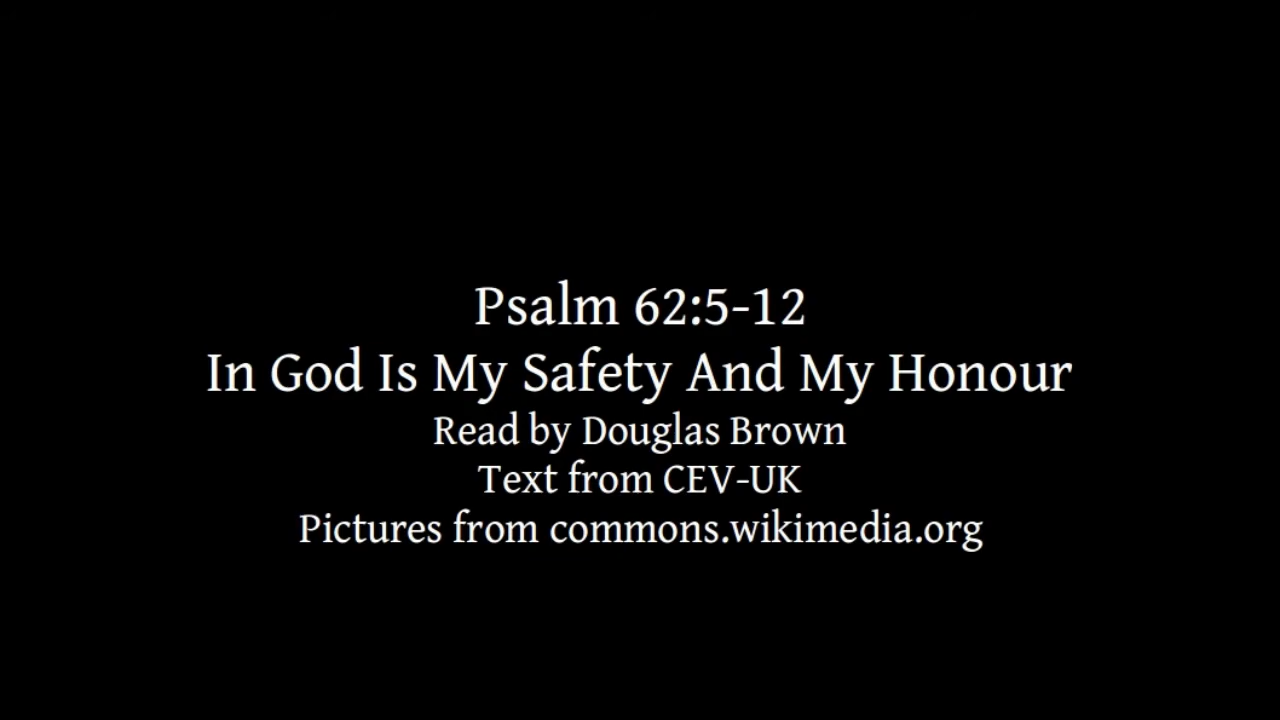 Psalm 62:5-12
In God Is My Safety And My Honour
Read by Douglas Brown
Text from CEV-UK
Pictures from commons.wikimedia.org